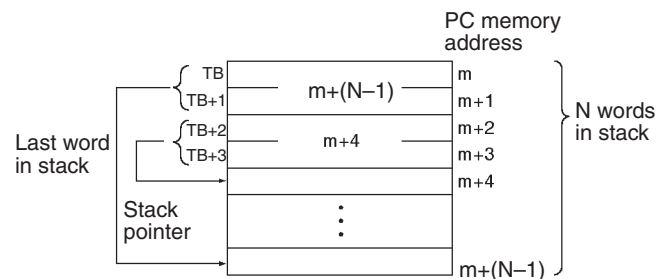 PC memory
address
TB
m
m+(N–1)
TB+1
m+1
N words
in stack
TB+2
m+2
Last word
in stack
m+4
TB+3
m+3
m+4
Stack
pointer
m+(N–1)